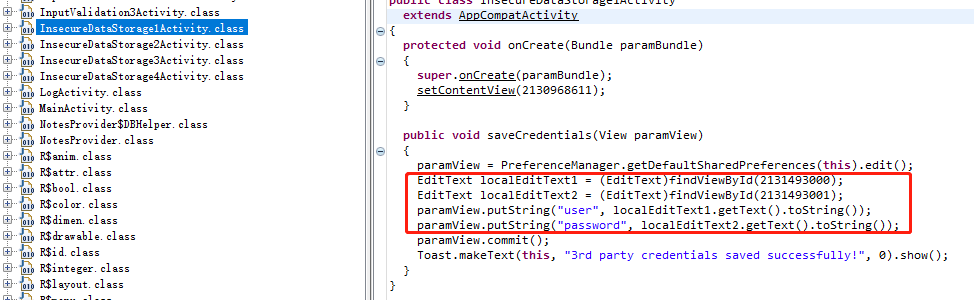 InputValidation3Activity.class
InsecureDataStorage1Activity.class
InsecureDataStorage2Activity.class
InsecureDataStorage3Activity.class
InsecureDataStorage4Activity.class
LogActivity.class
MainActivity.class
NotesProvider$DBHelper.class
NotesProvider.class
R$anim.class
R$attr.class
R$bool.class
R$color.class
R$dimen.class
R$drawable.class
R$id.class
R$integer.class
R$layout.class
public class InsecureDataStorage1Activity
extends AppCompatActivity
{
protected void onCreate(Bundle paramBundle)
{
super.onCreate(paramBundle);
setContentView(2130968611);
}
public void saveCredentials(View paramView)
{
paramView = PreferenceManager.getDefaultSharedPreferences(this).edit();
EditText localEditText1 = (EditText)findViewById(2131493000);
EditText localEditText2 = (EditText)findViewById(2131493001);
paramView.putString("user", localEditText1.getText().toString());
paramView.putString("password", localEditText2.getText().toString());
paramView.commit();
Toast.makeText(this, "3rd party credentials saved successfully!", 0).show();
}
}